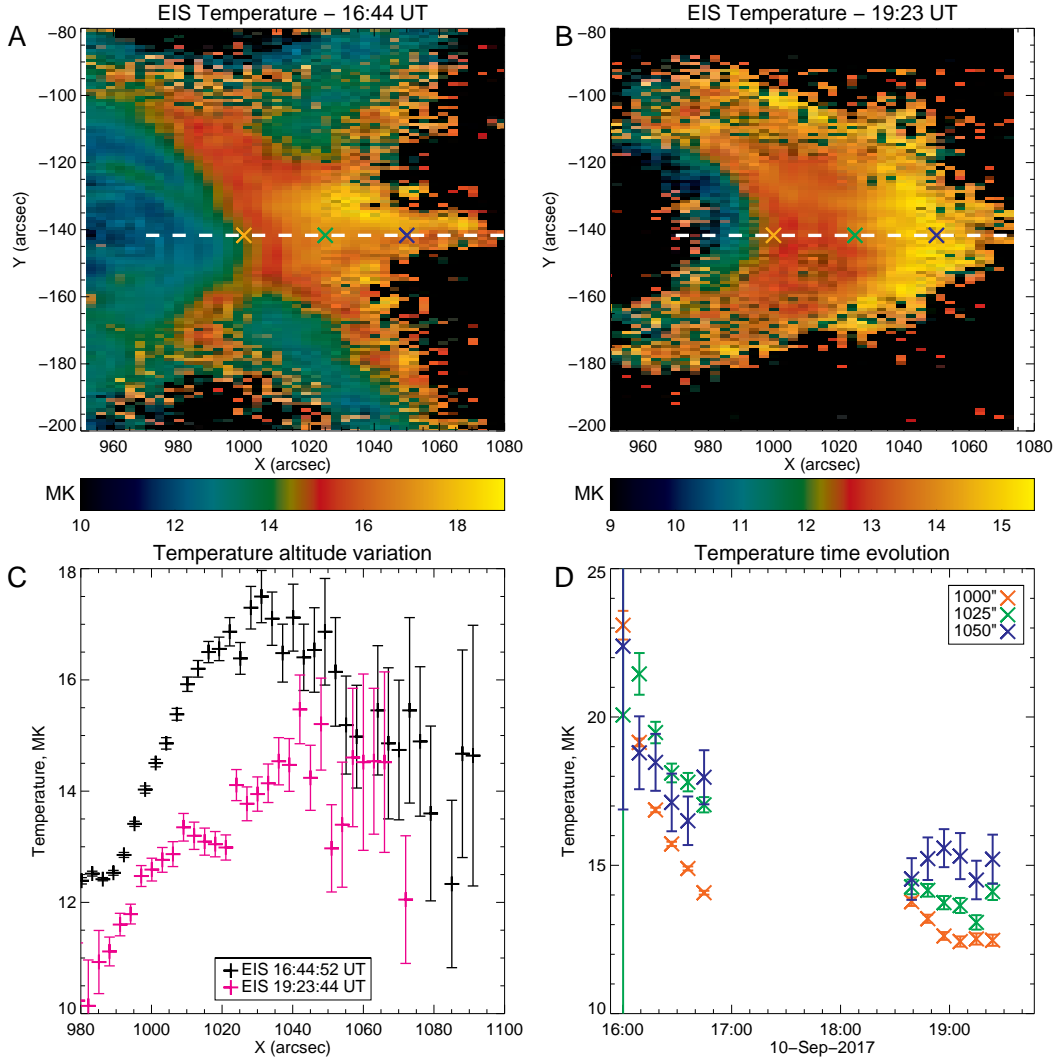 EIS Temperature – 16:44 UT
A
−80
−100
−120
−140
−160
−180
−200
Y (arcsec)
960 980 1000 1020 1040 1060 1080
X (arcsec)
MK
10 12 14 16 18
EIS Temperature – 19:23 UT
B
−80
−100
−120
−140
−160
−180
−200
Y (arcsec)
960 980 1000 1020 1040 1060 1080
X (arcsec)
MK
9 10 11 12 13 14 15
Temperature altitude variation
C
18
16
14
12
10
Temperature, MK
EIS 16:44:52 UT
EIS 19:23:44 UT
980 1000 1020 1040 1060 1080 1100
X (arcsec)
Temperature time evolution
D
25
20
15
10
Temperature, MK
1000"
1025"
1050"
16:00 17:00 18:00 19:00
10−Sep−2017